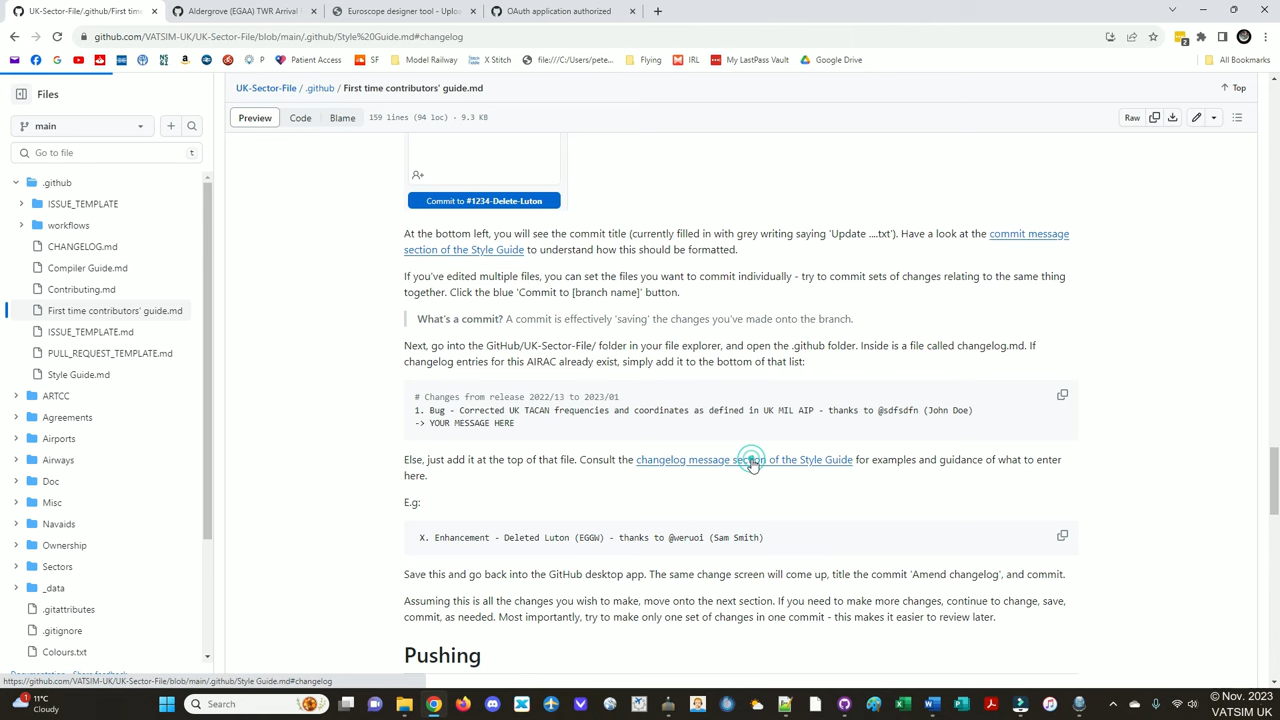 UK-Sector-File/.github/First time
Aldergrove (EGAA) TWR Arrival
Euroscope designer tool - Uplo
OAuth application authorized
github.com/VATSIM-UK/UK-Sector-File/blob/main/.github/Style%20Guide.md#changelog
P
Patient Access
SF
Model Railway
X Stitch
file:///C:/Users/pete...
Flying
IRL
My LastPass Vault
Google Drive
All Bookmarks
Files
UK-Sector-File / .github / First time contributors' guide.md
Top
main
Preview
Code
Blame
159 lines (94 loc) · 9.3 KB
Raw
Go to file
t
.github
ISSUE_TEMPLATE
workflows
CHANGELOG.md
Compiler Guide.md
Contributing.md
First time contributors' guide.md
ISSUE_TEMPLATE.md
PULL_REQUEST_TEMPLATE.md
Style Guide.md
ARTCC
Agreements
Airports
Airways
Doc
Misc
Navaids
Ownership
Sectors
_data
.gitattributes
.gitignore
Colours.txt
Documentation · Share feedback
Commit to #1234-Delete-Luton
At the bottom left, you will see the commit title (currently filled in with grey writing saying 'Update ....txt'). Have a look at the commit message
section of the Style Guide to understand how this should be formatted.
If you've edited multiple files, you can set the files you want to commit individually - try to commit sets of changes relating to the same thing
together. Click the blue 'Commit to [branch name]' button.
What's a commit? A commit is effectively 'saving' the changes you've made onto the branch.
Next, go into the GitHub/UK-Sector-File/ folder in your file explorer, and open the .github folder. Inside is a file called changelog.md. If
changelog entries for this AIRAC already exist, simply add it to the bottom of that list:
# Changes from release 2022/13 to 2023/01
1. Bug - Corrected UK TACAN frequencies and coordinates as defined in UK MIL AIP - thanks to @sdfsdfn (John Doe)
-> YOUR MESSAGE HERE
Else, just add it at the top of that file. Consult the changelog message section of the Style Guide for examples and guidance of what to enter
here.
E.g:
X. Enhancement - Deleted Luton (EGGW) - thanks to @weruoi (Sam Smith)
Save this and go back into the GitHub desktop app. The same change screen will come up, title the commit 'Amend changelog', and commit.
Assuming this is all the changes you wish to make, move onto the next section. If you need to make more changes, continue to change, save,
commit, as needed. Most importantly, try to make only one set of changes in one commit - this makes it easier to review later.
Pushing
https://github.com/VATSIM-UK/UK-Sector-File/blob/main/.github/Style Guide.md#changelog
11°C
Cloudy
Search
© Nov. 2023
VATSIM UK